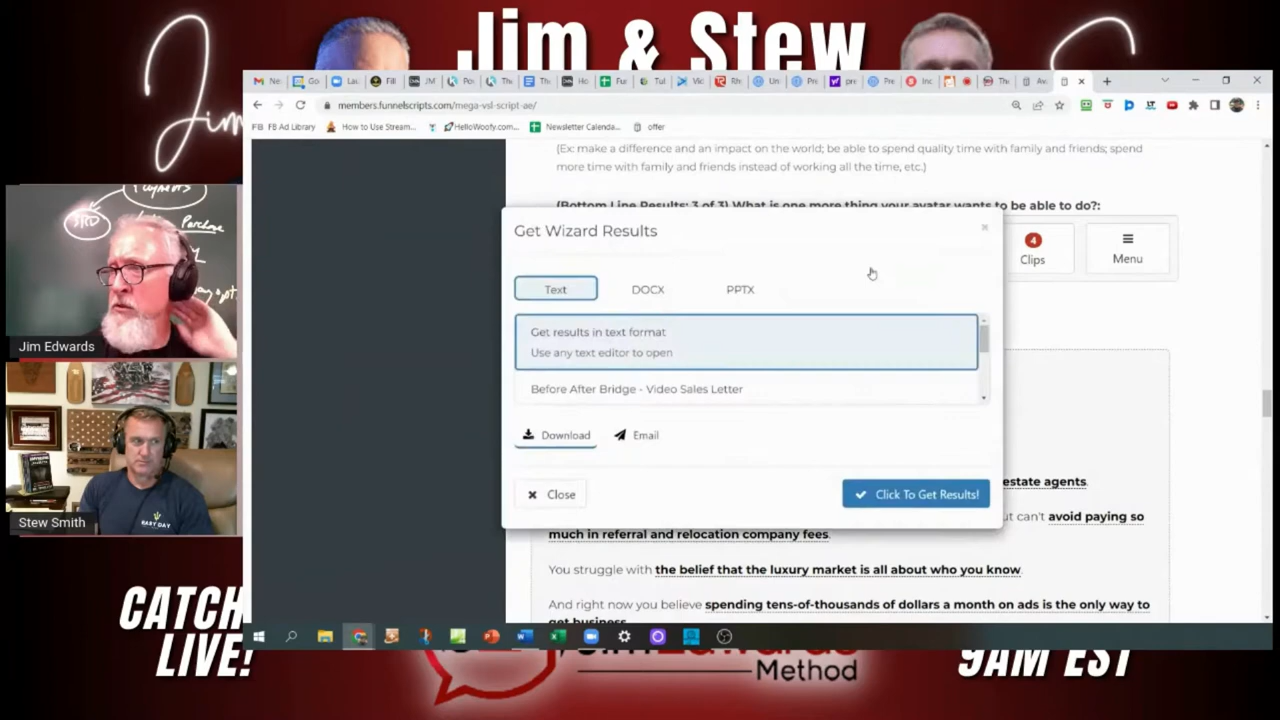 Jim & Stew
Jim
members.funnelscripts.com/mega-vsl-script-ae/
FB Ad Library
How to Use Stream...
HelloWoofy.com...
Newsletter Calenda...
offer
(Ex: make a difference and an impact on the world; be able to spend quality time with family and friends; spend
more time with family and friends instead of working all the time, etc.)
(Bottom Line Results: 3 of 3) What is one more thing your avatar wants to be able to do?:
Get Wizard Results
4
Clips
Menu
Text
DOCX
PPTX
Get results in text format
Use any text editor to open
Before After Bridge - Video Sales Letter
Download
Email
Close
Click To Get Results!
estate agents.
but can't avoid paying so
much in referral and relocation company fees.
You struggle with the belief that the luxury market is all about who you know.
And right now you believe spending tens-of-thousands of dollars a month on ads is the only way to
get business.
3RD
Purchase
Jim Edwards
Stew Smith
CATCH
LIVE!
Method
9AM EST